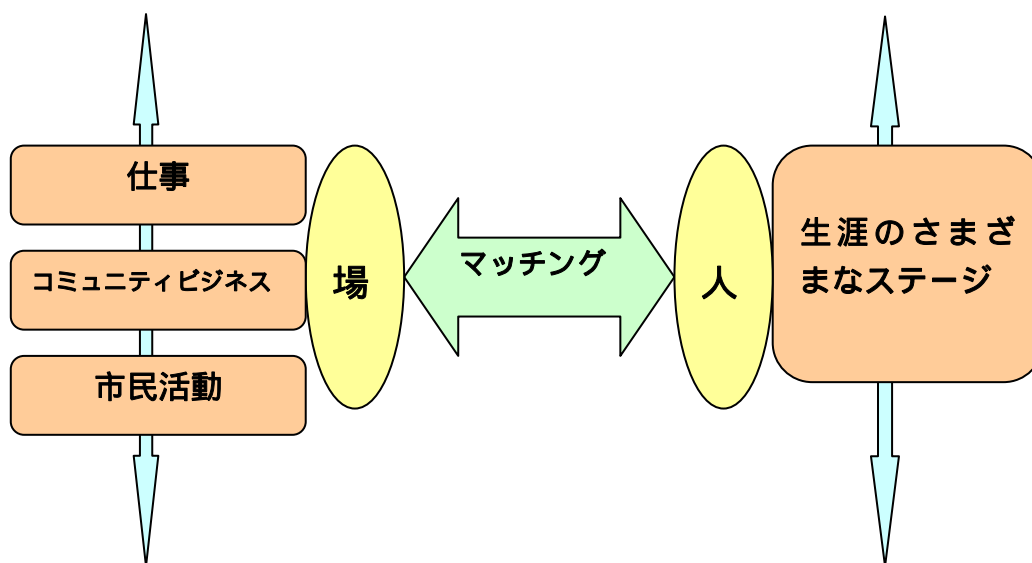 仕事
コミュニティビジネス
市民活動
場
マッチング
人
生涯のさまざ
まなステージ